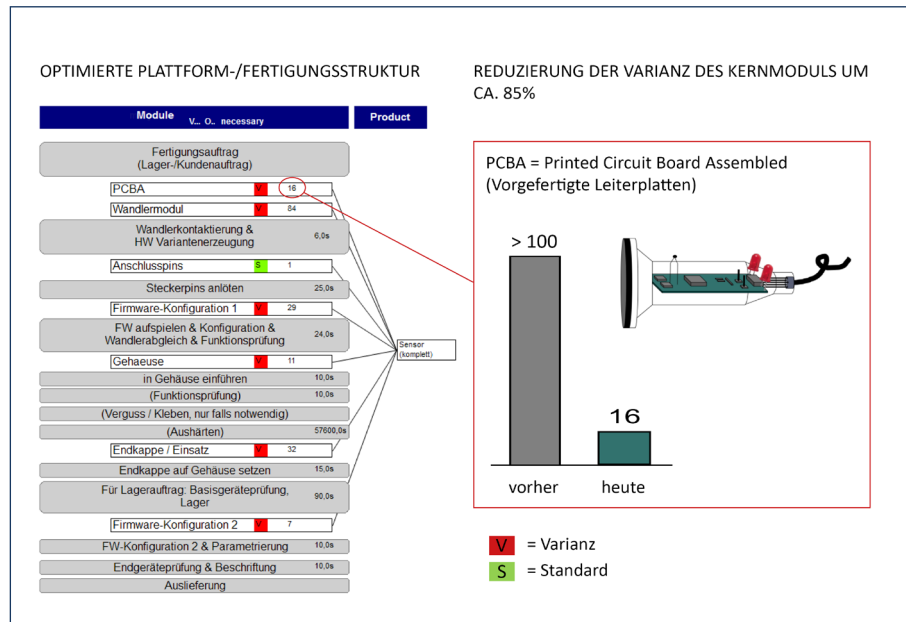 OPTIMIERTE PLATTFORM-/FERTIGUNGSSTRUKTUR
Module V... O.. necessary
Product
Fertigungsauftrag
(Lager-/Kundenauftrag)
PCBA V 16
Wandlermodul V 84
Wandlerkontaktierung &
HW Variantenerzeugung 6,0s
Anschlusspins S 1
Steckerpins anlöten 25,0s
Firmware-Konfiguration 1 V 29
FW aufspielen & Konfiguration &
Wandlerabgleich & Funktionsprüfung 24,0s
Gehaeuse V 11
in Gehäuse einführen 10,0s
(Funktionsprüfung) 10,0s
(Verguss / Kleben, nur falls notwendig)
(Aushärten) 57600,0s
Endkappe / Einsatz V 32
Endkappe auf Gehäuse setzen 15,0s
Für Lagerauftrag: Basisgeräteprüfung,
Lager 90,0s
Firmware-Konfiguration 2 V 7
FW-Konfiguration 2 & Parametrierung 10,0s
Endgeräteprüfung & Beschriftung 10,0s
Auslieferung
Sensor
(komplett)
REDUZIERUNG DER VARIANZ DES KERNMODULS UM
CA. 85%
PCBA = Printed Circuit Board Assembled
(Vorgefertigte Leiterplatten)
> 100
16
vorher heute
V = Varianz
S = Standard